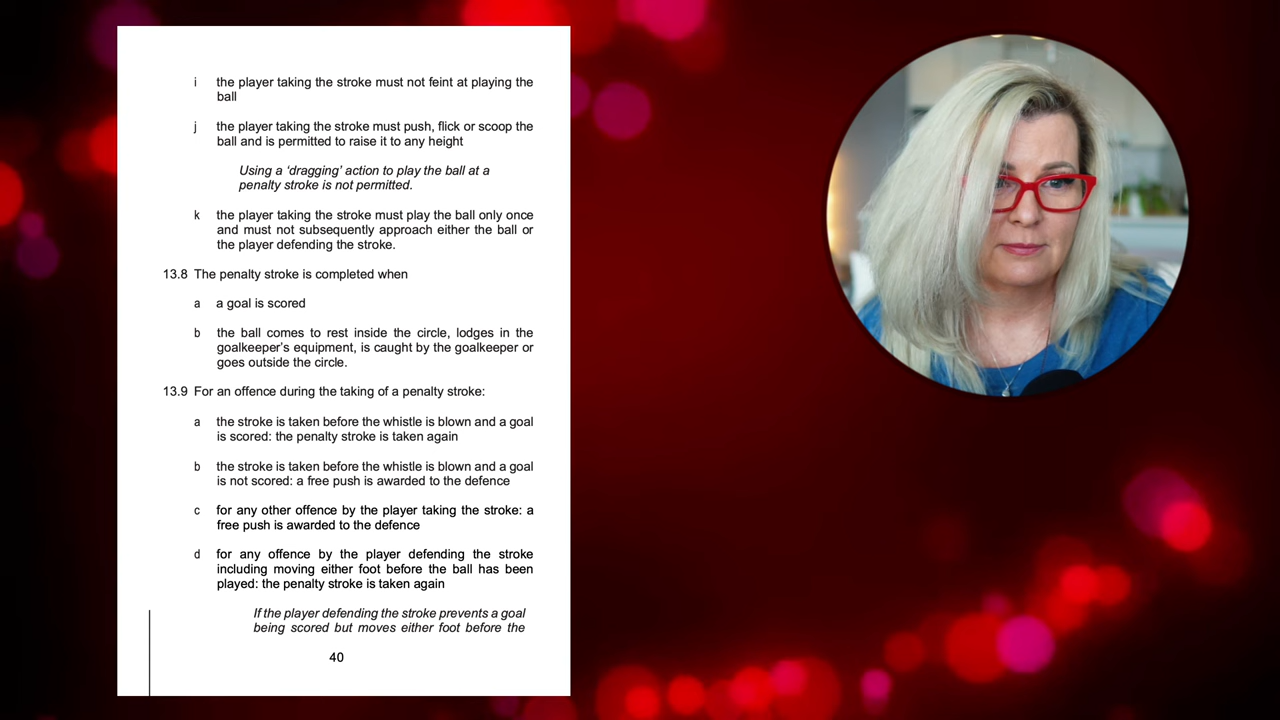 i the player taking the stroke must not feint at playing the
ball
j the player taking the stroke must push, flick or scoop the
ball and is permitted to raise it to any height
Using a ‘dragging’ action to play the ball at a
penalty stroke is not permitted.
k the player taking the stroke must play the ball only once
and must not subsequently approach either the ball or
the player defending the stroke.
13.8 The penalty stroke is completed when
a a goal is scored
b the ball comes to rest inside the circle, lodges in the
goalkeeper’s equipment, is caught by the goalkeeper or
goes outside the circle.
13.9 For an offence during the taking of a penalty stroke:
a the stroke is taken before the whistle is blown and a goal
is scored: the penalty stroke is taken again
b the stroke is taken before the whistle is blown and a goal
is not scored: a free push is awarded to the defence
c for any other offence by the player taking the stroke: a
free push is awarded to the defence
d for any offence by the player defending the stroke
including moving either foot before the ball has been
played: the penalty stroke is taken again
If the player defending the stroke prevents a goal
being scored but moves either foot before the
40